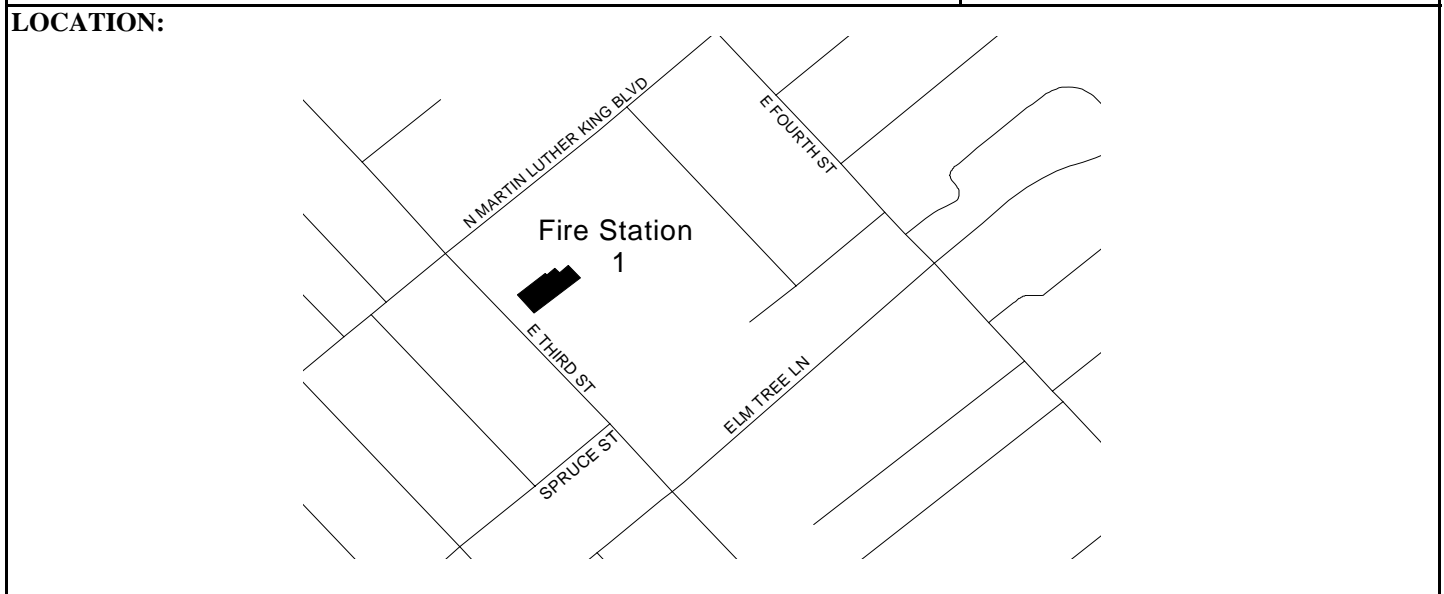 LOCATION:
N MARTIN LUTHER KING BLVD
E FOURTH ST
Fire Station
1
E THIRD ST
ELM TREE LN
SPRUCE ST